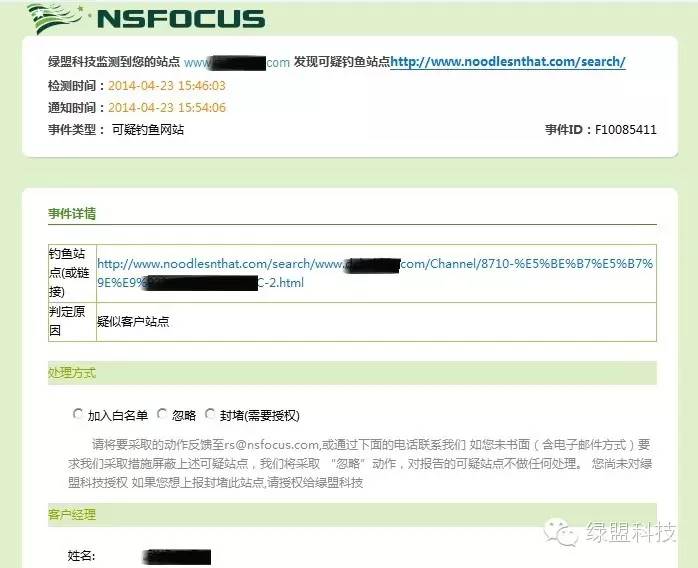 NSFOCUS
绿盟科技监测到您的站点 www com 发现可疑钓鱼站点http://www.noodlesnthat.com/search/
检测时间：2014-04-23 15:46:03
通知时间：2014-04-23 15:54:06
事件类型： 可疑钓鱼网站 事件ID：F10085411
事件详情
钓鱼站点(或链接)
http://www.noodlesnthat.com/search/www. .com/Channel/8710-%E5%BE%B7%E5%B7%
9E%E9% C-2.html
判定原因
疑似客户站点
处理方式
加入白名单 忽略 封堵(需要授权)
请将要采取的动作反馈至rs@nsfocus.com,或通过下面的电话联系我们 如您未书面（含电子邮件方式）要
求我们采取措施屏蔽上述可疑站点，我们将采取 “忽略”动作，对报告的可疑站点不做任何处理。 您尚未对绿
盟科技授权 如果您想上报封堵此站点,请授权给绿盟科技
客户经理
姓名:
绿盟科技